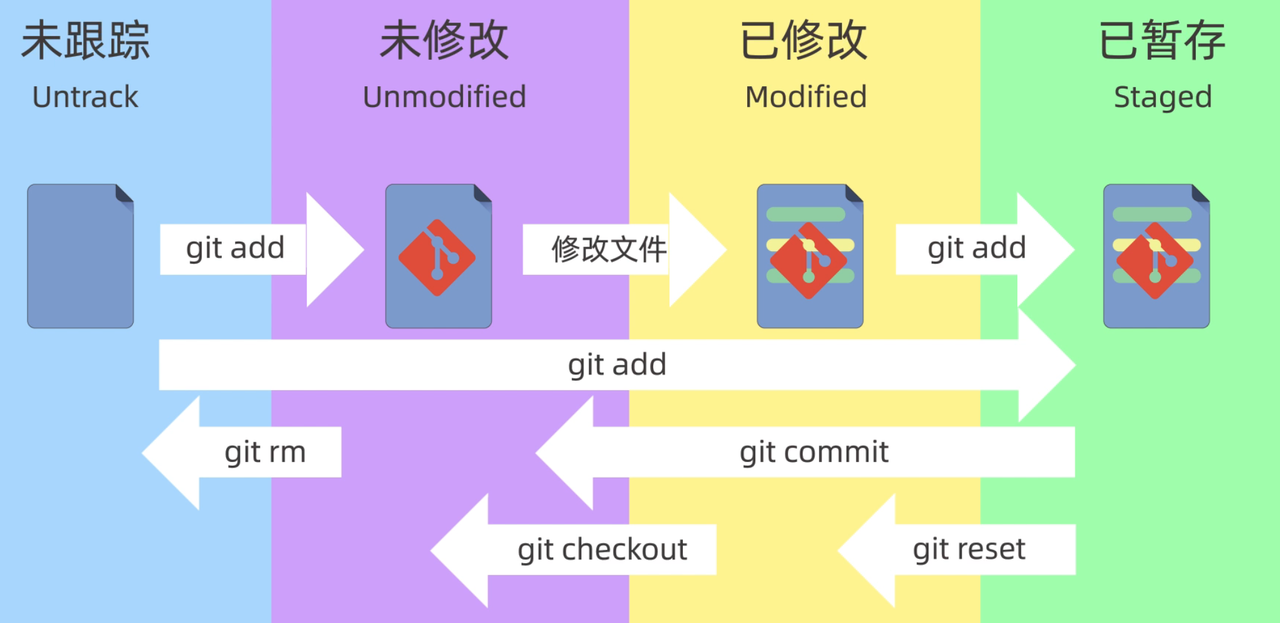 未跟踪
Untrack
未修改
Unmodified
已修改
Modified
已暂存
Staged
git add
修改文件
git add
git add
git rm
git commit
git checkout
git reset